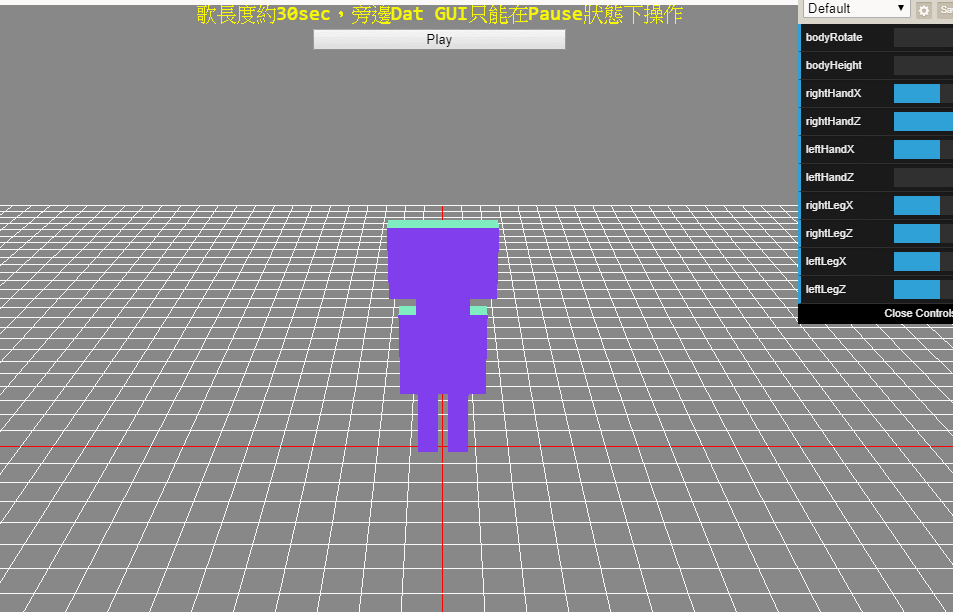 歌長度約30sec，旁邊Dat GUI只能在Pause狀態下操作
Play
Default
bodyRotate
bodyHeight
rightHandX
rightHandZ
leftHandX
leftHandZ
rightLegX
rightLegZ
leftLegX
leftLegZ
Close Controls